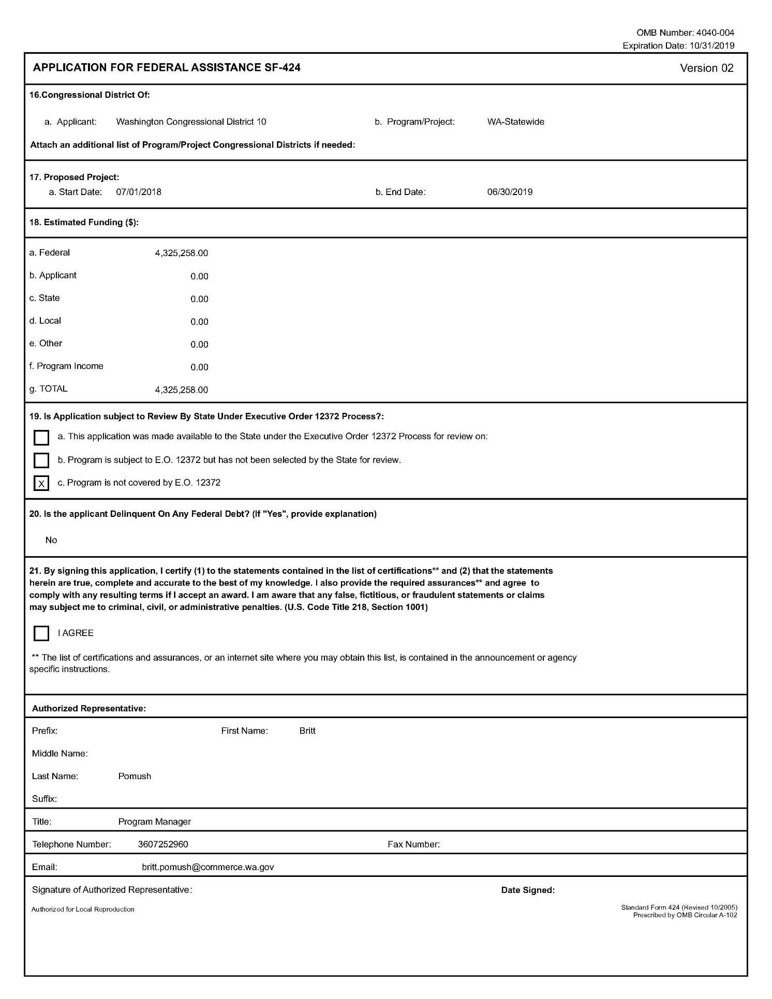 OMB Number: 4040-004
Expiration Date: 10/31/2019
APPLICATION FOR FEDERAL ASSISTANCE SF-424 Version 02
16.Congressional District Of:
a. Applicant: Washington Congressional District 10 b. Program/Project: WA-Statewide
Attach an additional list of Program/Project Congressional Districts if needed:
17. Proposed Project:
a. Start Date: 07/01/2018 b. End Date: 06/30/2019
18. Estimated Funding ($):
a. Federal 4,325,258.00
b. Applicant 0.00
c. State 0.00
d. Local 0.00
e. Other 0.00
f. Program Income 0.00
g. TOTAL 4,325,258.00
19. Is Application subject to Review By State Under Executive Order 12372 Process?:
a. This application was made available to the State under the Executive Order 12372 Process for review on:
b. Program is subject to E.O. 12372 but has not been selected by the State for review.
X c. Program is not covered by E.O. 12372
20. Is the applicant Delinquent On Any Federal Debt? (If "Yes", provide explanation)
No
21. By signing this application, I certify (1) to the statements contained in the list of certifications** and (2) that the statements
herein are true, complete and accurate to the best of my knowledge. I also provide the required assurances** and agree to
comply with any resulting terms if I accept an award. I am aware that any false, fictitious, or fraudulent statements or claims
may subject me to criminal, civil, or administrative penalties. (U.S. Code Title 218, Section 1001)
I AGREE
** The list of certifications and assurances, or an internet site where you may obtain this list, is contained in the announcement or agency
specific instructions.
Authorized Representative:
Prefix: First Name: Britt
Middle Name:
Last Name: Pomush
Suffix:
Title: Program Manager
Telephone Number: 3607252960 Fax Number:
Email: britt.pomush@commerce.wa.gov
Signature of Authorized Representative: Date Signed:
Authorized for Local Reproduction Standard Form 424 (Revised 10/2005)
Prescribed by OMB Circular A-102